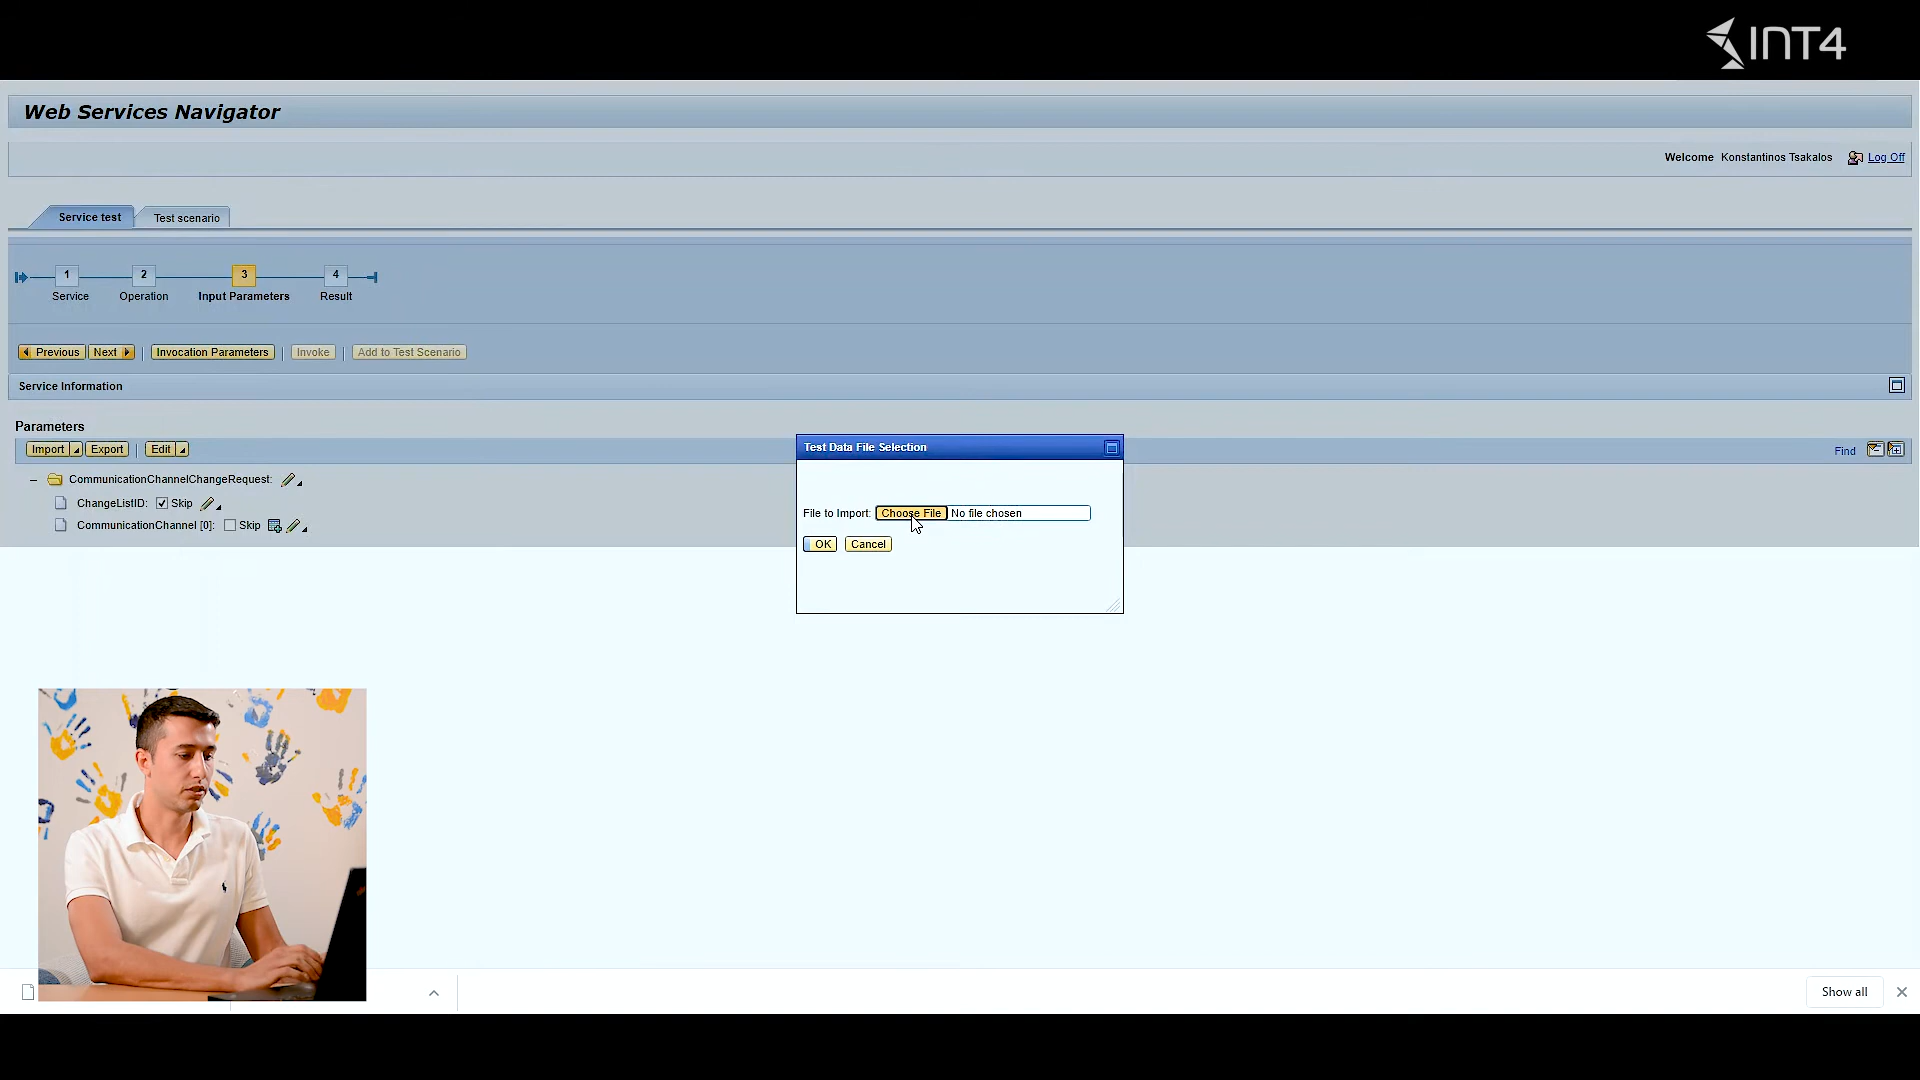 INT4
Web Services Navigator
Welcome Konstantinos Tsakalos Log Off
Service test Test scenario
1 2 3 4
Service Operation Input Parameters Result
Previous Next Invocation Parameters Invoke Add to Test Scenario
Service Information
Parameters
Import Export Edit Find
CommunicationChannelChangeRequest:
ChangeListID: Skip
CommunicationChannel [0]: Skip
Test Data File Selection
File to Import: Choose File No file chosen
OK Cancel
Show all